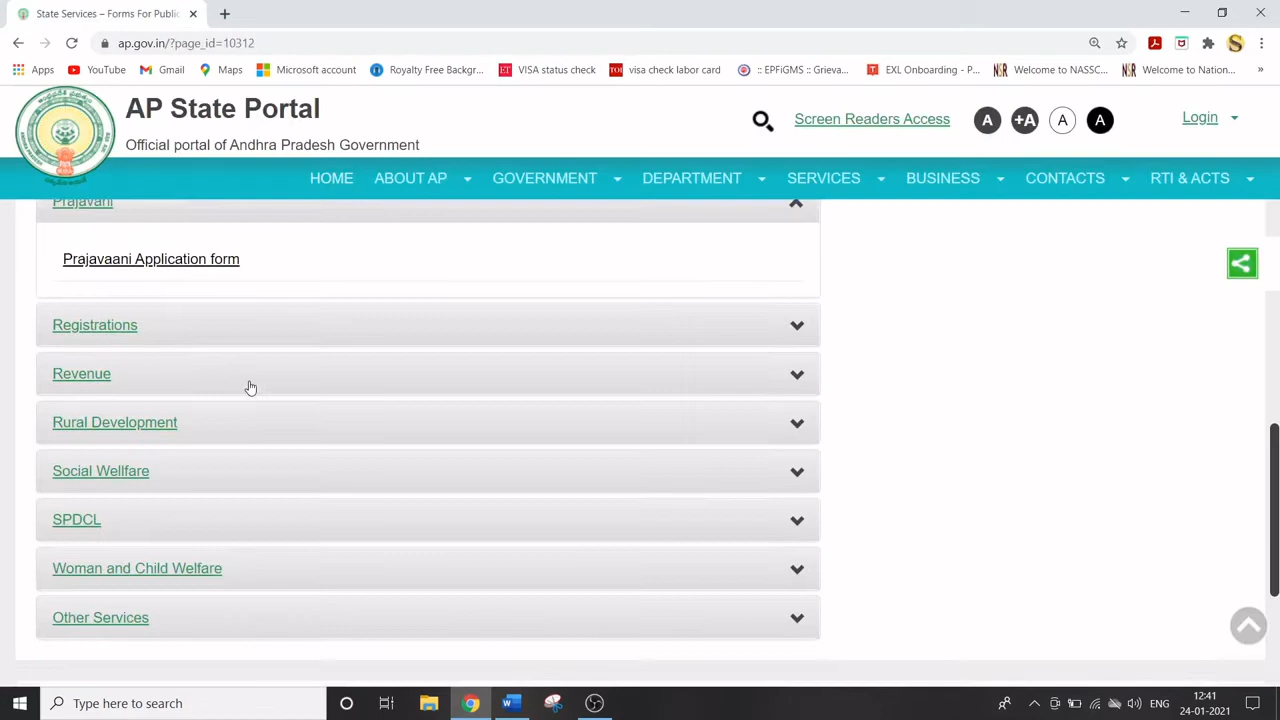 State Services – Forms For Public
ap.gov.in/?page_id=10312
Apps YouTube Gmail Maps Microsoft account Royalty Free Backgr... VISA status check visa check labor card :: EPFiGMS :: Grieva... EXL Onboarding - P... Welcome to NASSC... Welcome to Nation... »
AP State Portal
Official portal of Andhra Pradesh Government
Screen Readers Access A +A A A Login
HOME ABOUT AP GOVERNMENT DEPARTMENT SERVICES BUSINESS CONTACTS RTI & ACTS
Prajavani
Prajavaani Application form
Registrations
Revenue
Rural Development
Social Wellfare
SPDCL
Woman and Child Welfare
Other Services
Type here to search
ENG
12:41
24-01-2021